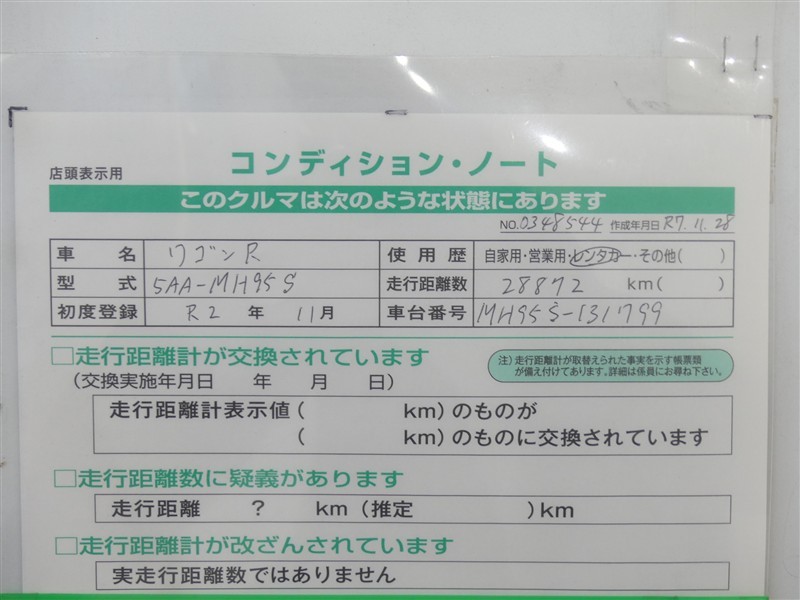 店頭表示用 コンディション・ノート
このクルマは次のような状態にあります
NO. 0348544 作成年月日 R7.11.28
車名 ワゴンR 使用歴 自家用・営業用・レンタカー・その他( )
型式 5AA-MH95S 走行距離数 28872 km( )
初度登録 R2 年 11月 車台番号 MH95S-131799
□走行距離計が交換されています
(交換実施年月日 年 月 日)
注)走行距離計が取替えられた事実を示す帳票類
が備え付けてあります。詳細は係員にお尋ね下さい。
走行距離計表示値( km)のものが
( km)のものに交換されています
□走行距離数に疑義があります
走行距離 ? km(推定 )km
□走行距離計が改ざんされています
実走行距離数ではありません